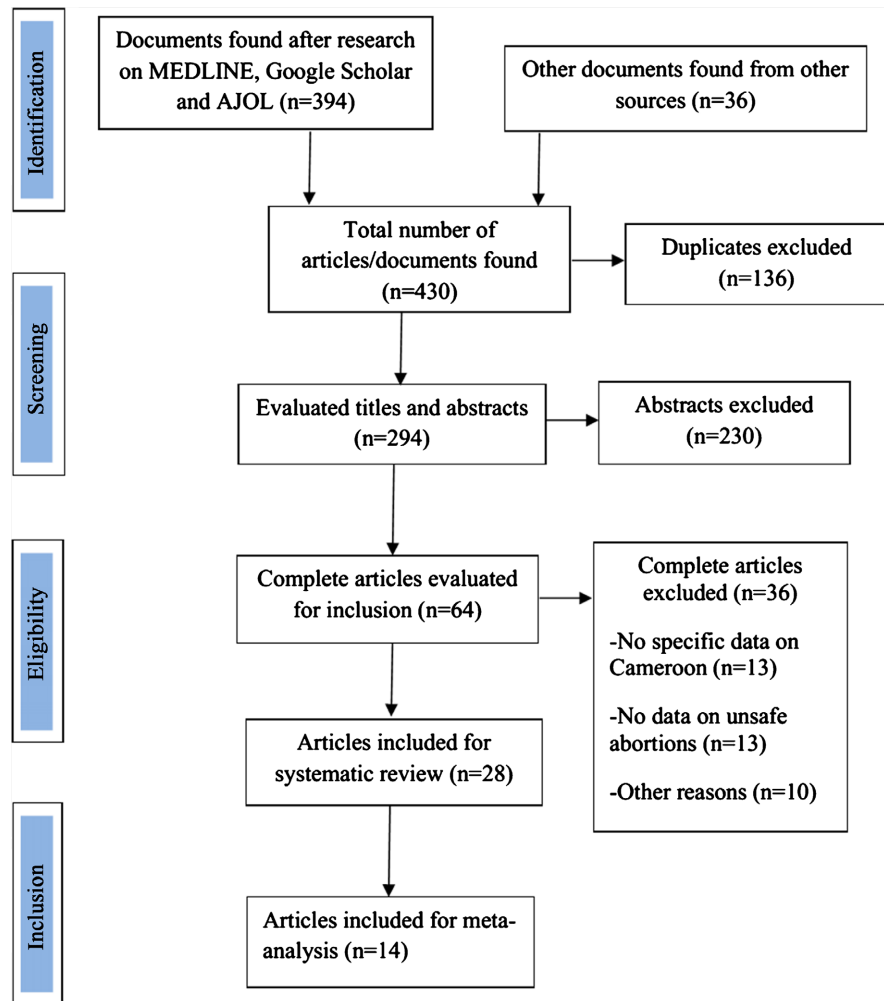 Identification
Documents found after research
on MEDLINE, Google Scholar
and AJOL (n=394)
Other documents found from other
sources (n=36)
Total number of
articles/documents found
(n=430)
Duplicates excluded
(n=136)
Screening
Evaluated titles and abstracts
(n=294)
Abstracts excluded
(n=230)
Eligibility
Complete articles evaluated
for inclusion (n=64)
Complete articles
excluded (n=36)
-No specific data on
Cameroon (n=13)
-No data on unsafe
abortions (n=13)
-Other reasons (n=10)
Articles included for
systematic review (n=28)
Inclusion
Articles included for meta-
analysis (n=14)